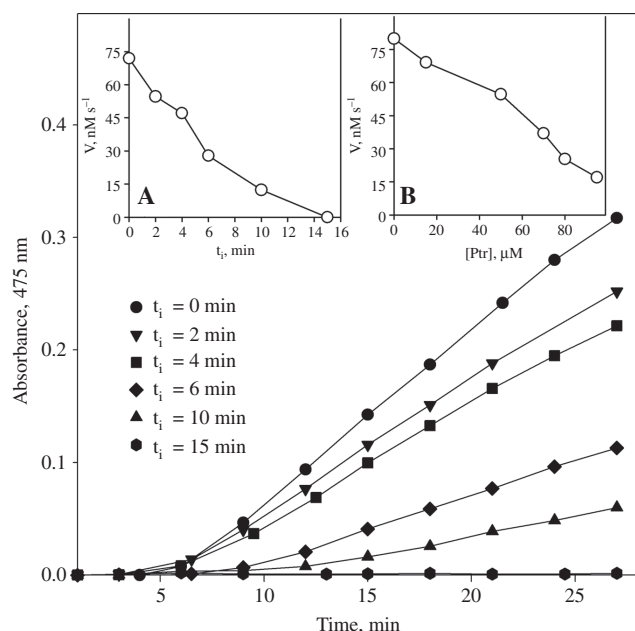 75
60
45
30
15
0
V, nM s⁻¹
A
0 2 4 6 8 10 12 14 16
tᵢ, min
75
60
45
30
15
0
V, nM s⁻¹
B
0 20 40 60 80
[Ptr], μM
0.4
0.3
0.2
0.1
0.0
Absorbance, 475 nm
tᵢ = 0 min
tᵢ = 2 min
tᵢ = 4 min
tᵢ = 6 min
tᵢ = 10 min
tᵢ = 15 min
5 10 15 20 25
Time, min